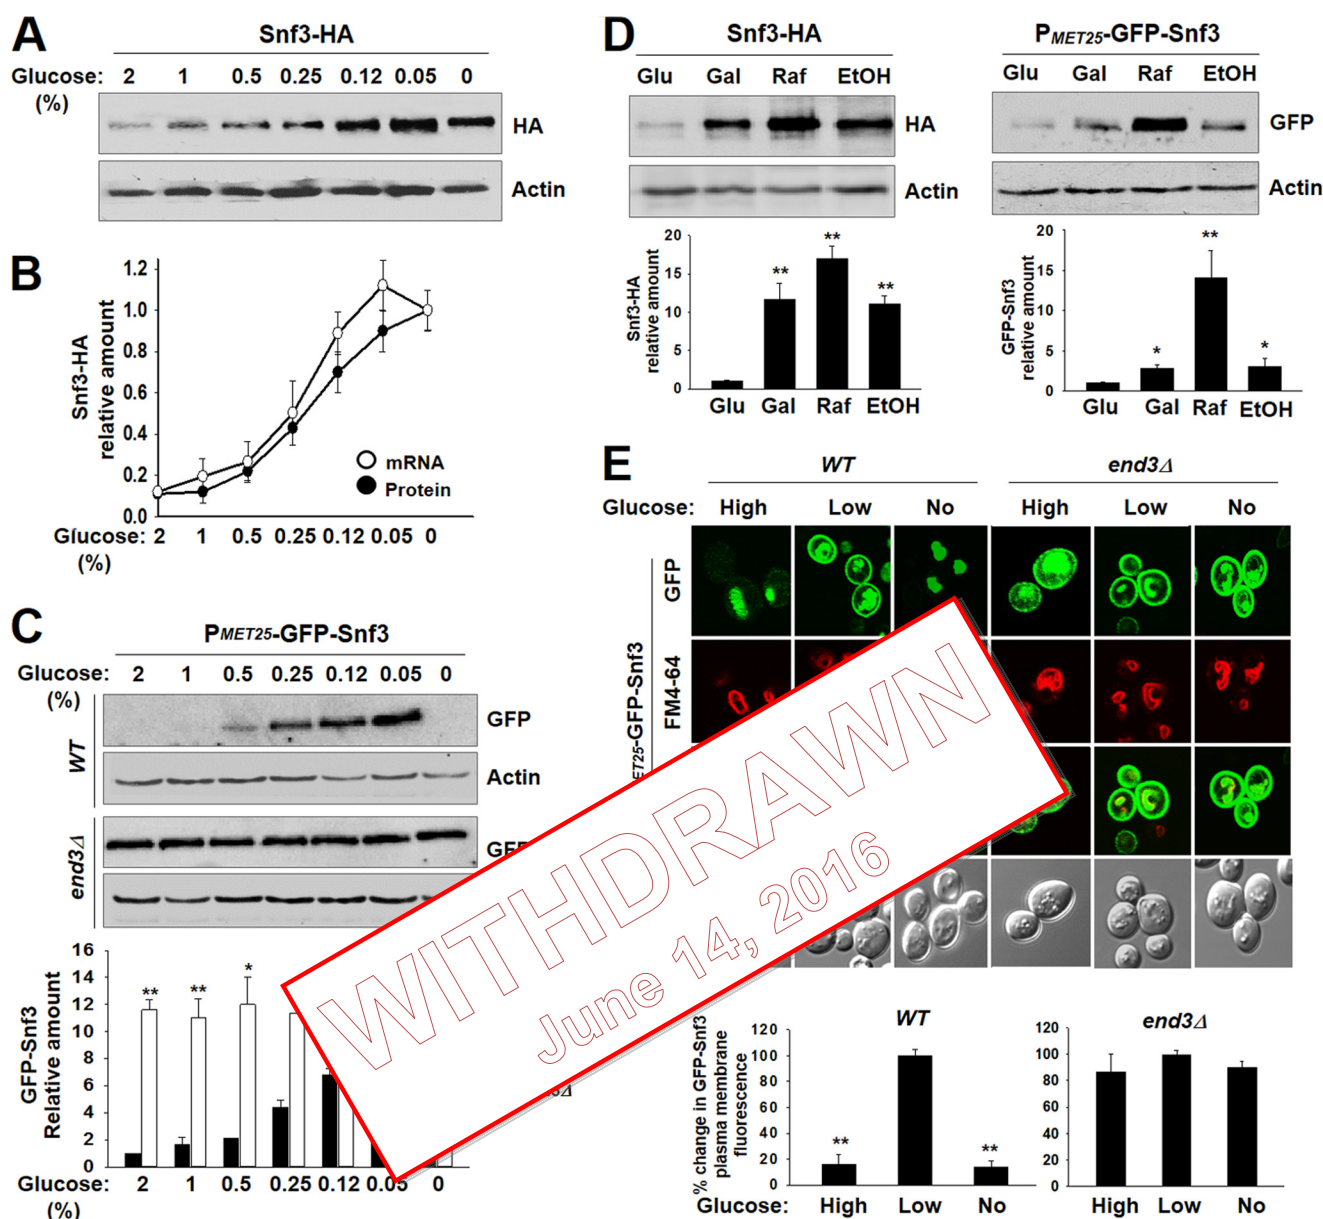 A
Snf3-HA
Glucose: 2 1 0.5 0.25 0.12 0.05 0
(%)
HA
Actin
B
Snf3-HA
relative amount
1.2
1.0
0.8
0.6
0.4
0.2
0.0
mRNA
Protein
Glucose: 2 1 0.5 0.25 0.12 0.05 0
(%)
C
PMET25-GFP-Snf3
Glucose: 2 1 0.5 0.25 0.12 0.05 0
(%)
WT
GFP
Actin
end3Δ
GFP
GFP-Snf3
Relative amount
16
14
12
10
8
6
4
2
0
** ** *
Glucose: 2 1 0.5 0.25 0.12 0.05 0
(%)
D
Snf3-HA
Glu Gal Raf EtOH
HA
Actin
Snf3-HA
relative amount
20
15
10
5
0
** ** **
Glu Gal Raf EtOH
PMET25-GFP-Snf3
Glu Gal Raf EtOH
GFP
Actin
GFP-Snf3
relative amount
20
15
10
5
0
* ** *
Glu Gal Raf EtOH
E
WT end3Δ
Glucose: High Low No High Low No
ET25-GFP-Snf3
GFP
FM4-64
WITHDRAWN
June 14, 2016
% change in GFP-Snf3
plasma membrane
fluorescence
WT
120
100
80
60
40
20
0
** **
Glucose: High Low No
end3Δ
120
100
80
60
40
20
0
High Low No